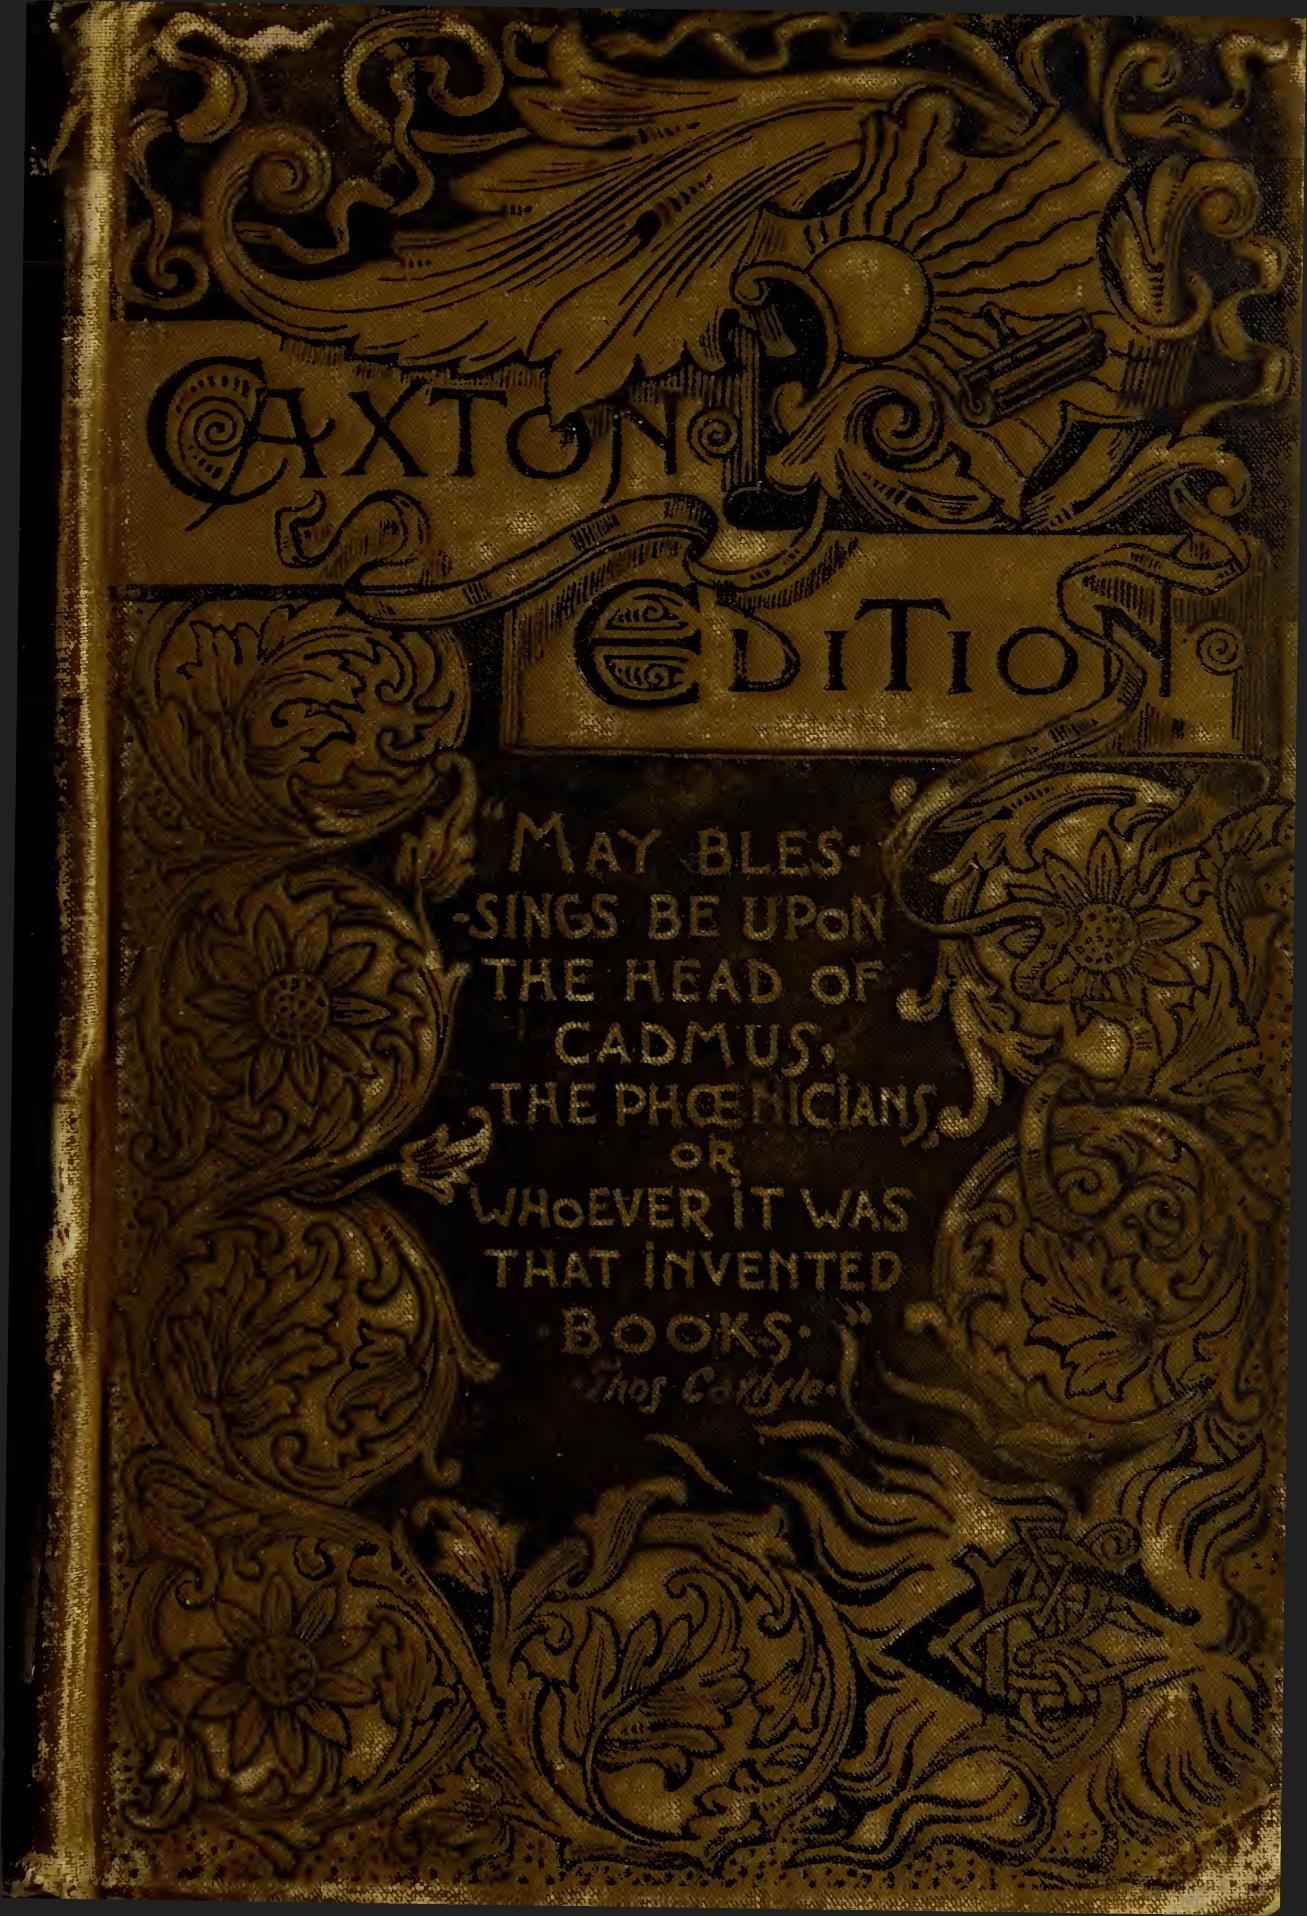 CAXTON
EDITION
"MAY BLES-
-SINGS BE UPON
THE HEAD OF
CADMUS,
THE PHŒNICIANS,
OR
WHOEVER IT WAS
THAT INVENTED
·BOOKS·"
·Thos Carlyle·